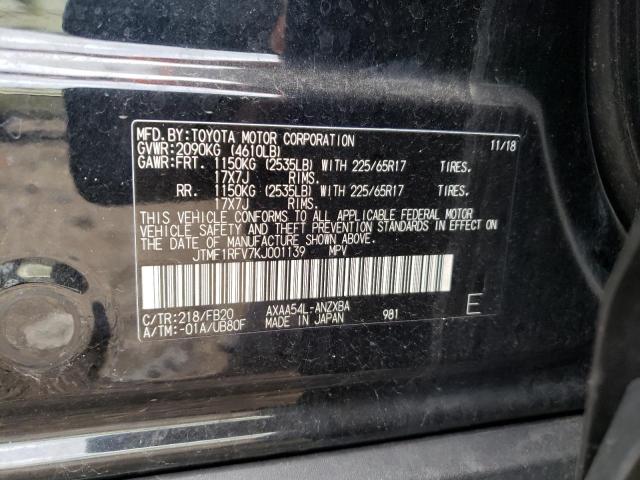 MFD.BY:TOYOTA MOTOR CORPORATION 11/18
GVWR:2090KG (4610LB)
GAWR:FRT. 1150KG (2535LB) WITH 225/65R17 TIRES.
17X7J RIMS.
RR. 1150KG (2535LB) WITH 225/65R17 TIRES.
17X7J RIMS.
THIS VEHICLE CONFORMS TO ALL APPLICABLE FEDERAL MOTOR
VEHICLE SAFETY AND THEFT PREVENTION STANDARDS IN EFFECT
ON THE DATE OF MANUFACTURE SHOWN ABOVE.
JTMF1RFV7KJ001139 MPV
C/TR:218/FB20 AXAA54L-ANZXBA E
A/TM:-01A/UB80F MADE IN JAPAN 981